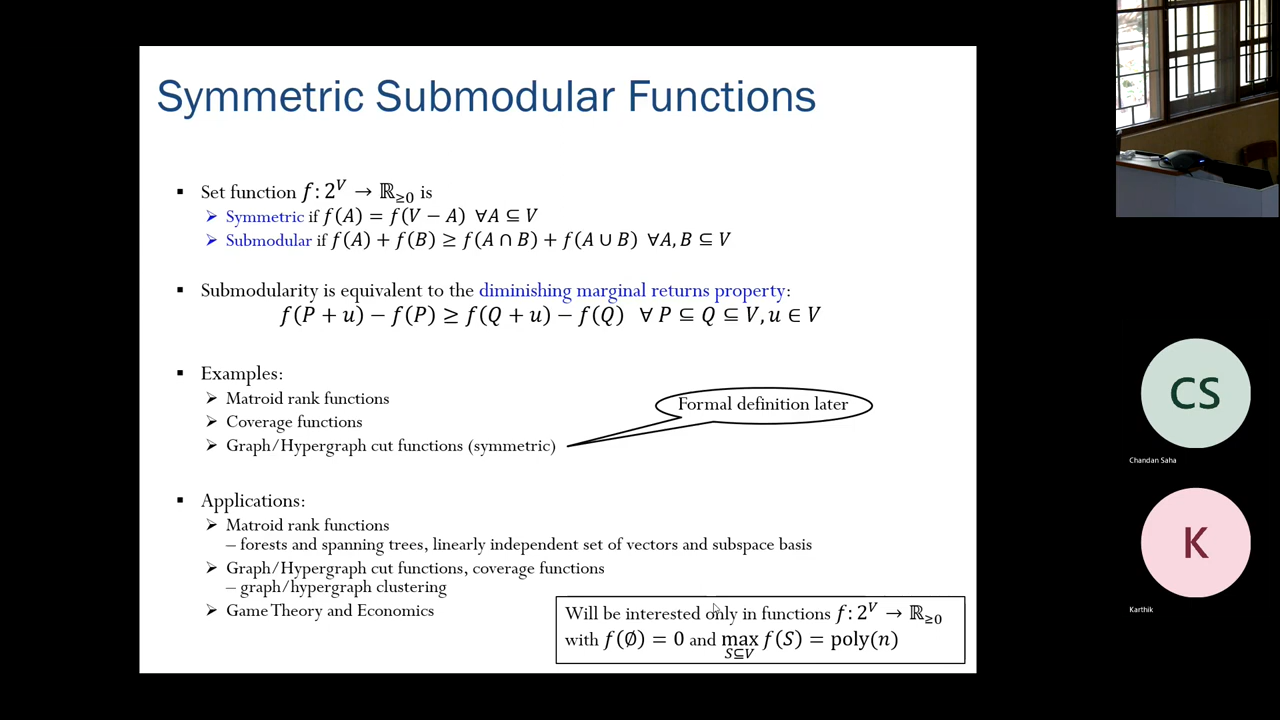 Symmetric Submodular Functions
▪ Set function f: 2^V → ℝ_{≥0} is
➢ Symmetric if f(A) = f(V − A) ∀A ⊆ V
➢ Submodular if f(A) + f(B) ≥ f(A ∩ B) + f(A ∪ B) ∀A, B ⊆ V
▪ Submodularity is equivalent to the diminishing marginal returns property:
f(P + u) − f(P) ≥ f(Q + u) − f(Q) ∀ P ⊆ Q ⊆ V, u ∈ V
▪ Examples:
➢ Matroid rank functions
➢ Coverage functions
➢ Graph/Hypergraph cut functions (symmetric)
Formal definition later
▪ Applications:
➢ Matroid rank functions
– forests and spanning trees, linearly independent set of vectors and subspace basis
➢ Graph/Hypergraph cut functions, coverage functions
– graph/hypergraph clustering
➢ Game Theory and Economics
Will be interested only in functions f: 2^V → ℝ_{≥0}
with f(∅) = 0 and max_{S⊆V} f(S) = poly(n)
CS
Chandan Saha
K
Karthik